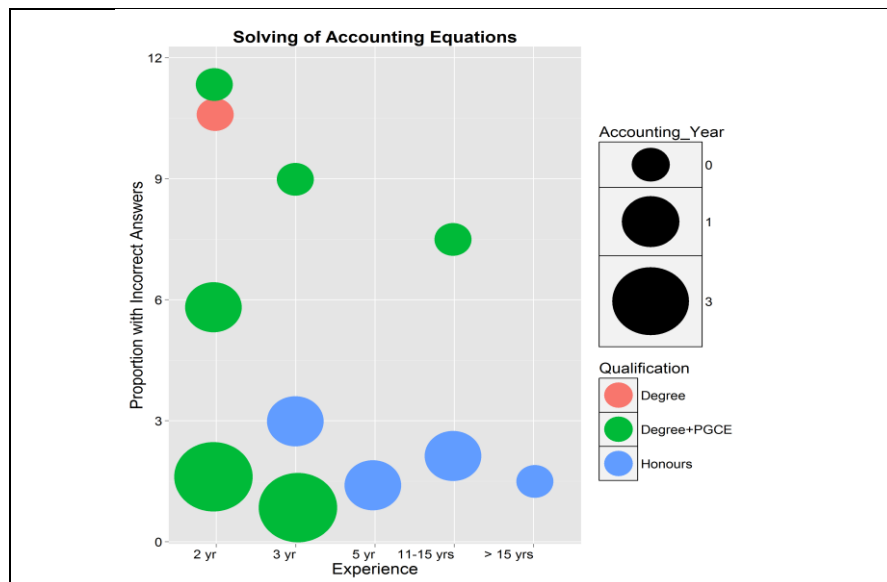 Solving of Accounting Equations
12
9
6
3
0
Proportion with Incorrect Answers
2 yr
3 yr
5 yr
11-15 yrs
> 15 yrs
Experience
Accounting_Year
0
1
3
Qualification
Degree
Degree+PGCE
Honours